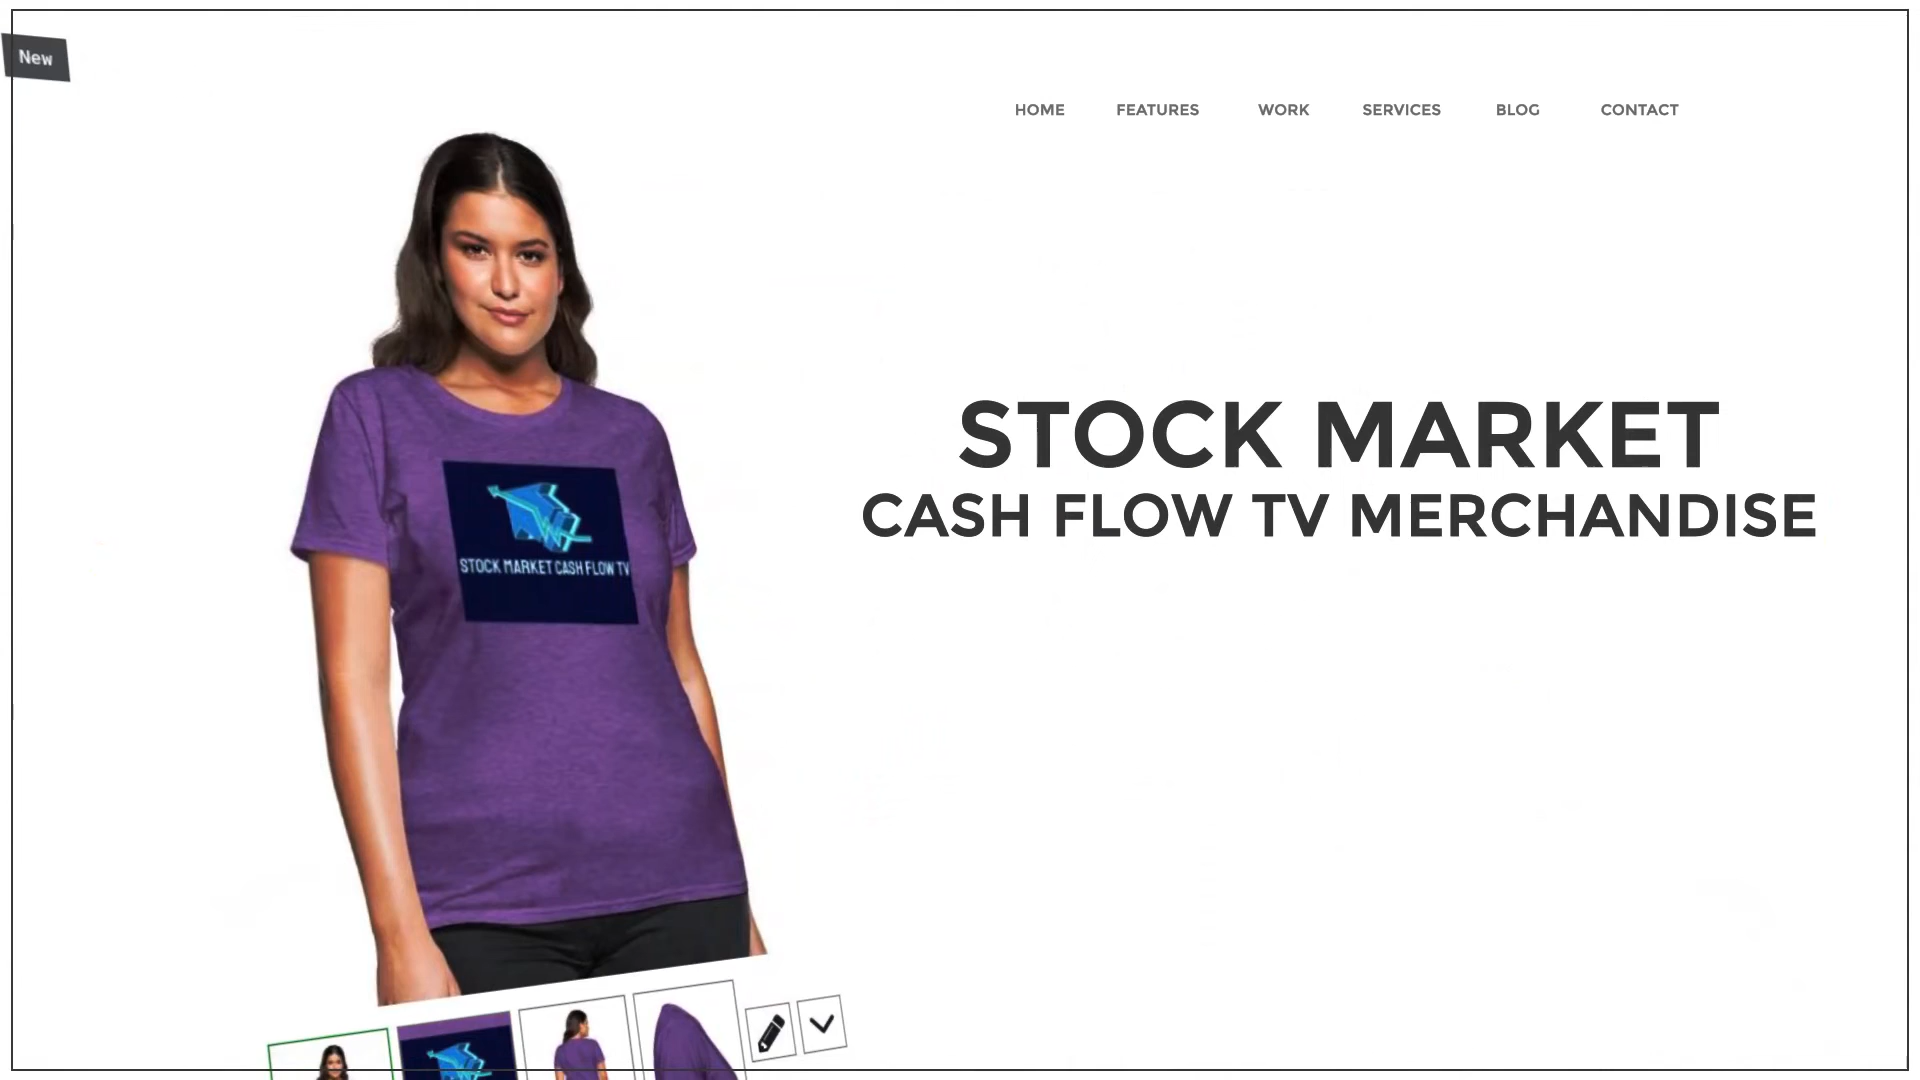 New
HOME FEATURES WORK SERVICES BLOG CONTACT
STOCK MARKET
CASH FLOW TV MERCHANDISE
STOCK MARKET CASH FLOW TV